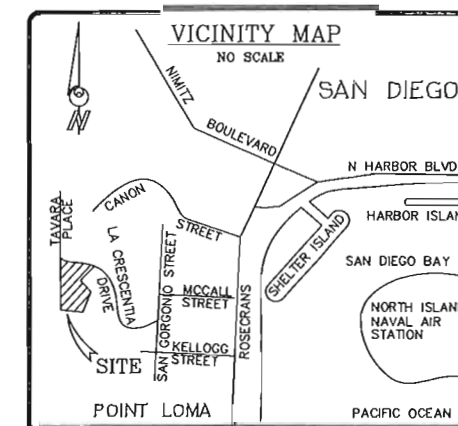 VICINITY MAP
NO SCALE
SAN DIEGO
NIMITZ
BOULEVARD
N HARBOR BLVD
N
CANON
STREET
HARBOR ISLAN
TAVARA
PLACE
LA CRESCENTIA
DRIVE
SAN GORGONIO STREET
SHELTER ISLAND
SAN DIEGO BAY
MCCALL
STREET
ROSECRANS
NORTH ISLAN
NAVAL AIR
STATION
KELLOGG
STREET
SITE
POINT LOMA
PACIFIC OCEAN